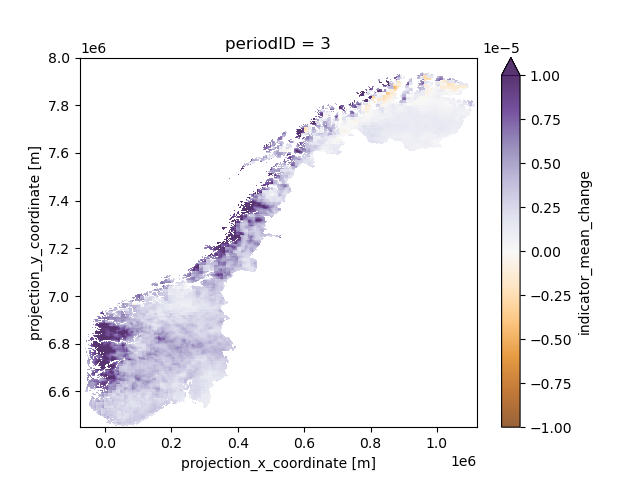 periodID = 3
1e6
1e−5
8.0
7.8
7.6
7.4
7.2
7.0
6.8
6.6
projection_y_coordinate [m]
0.0 0.2 0.4 0.6 0.8 1.0
1e6
projection_x_coordinate [m]
1.00
0.75
0.50
0.25
0.00
−0.25
−0.50
−0.75
−1.00
indicator_mean_change